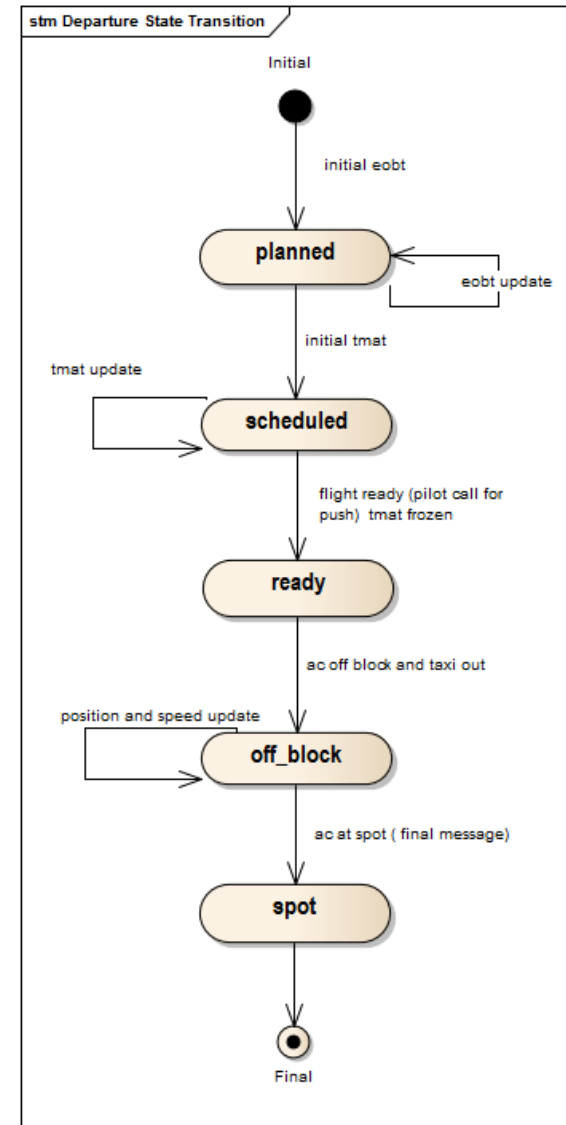 stm Departure State Transition
Initial
initial eobt
planned
eobt update
initial tmat
tmat update
scheduled
flight ready (pilot call for
push) tmat frozen
ready
ac off block and taxi out
position and speed update
off_block
ac at spot ( final message)
spot
Final